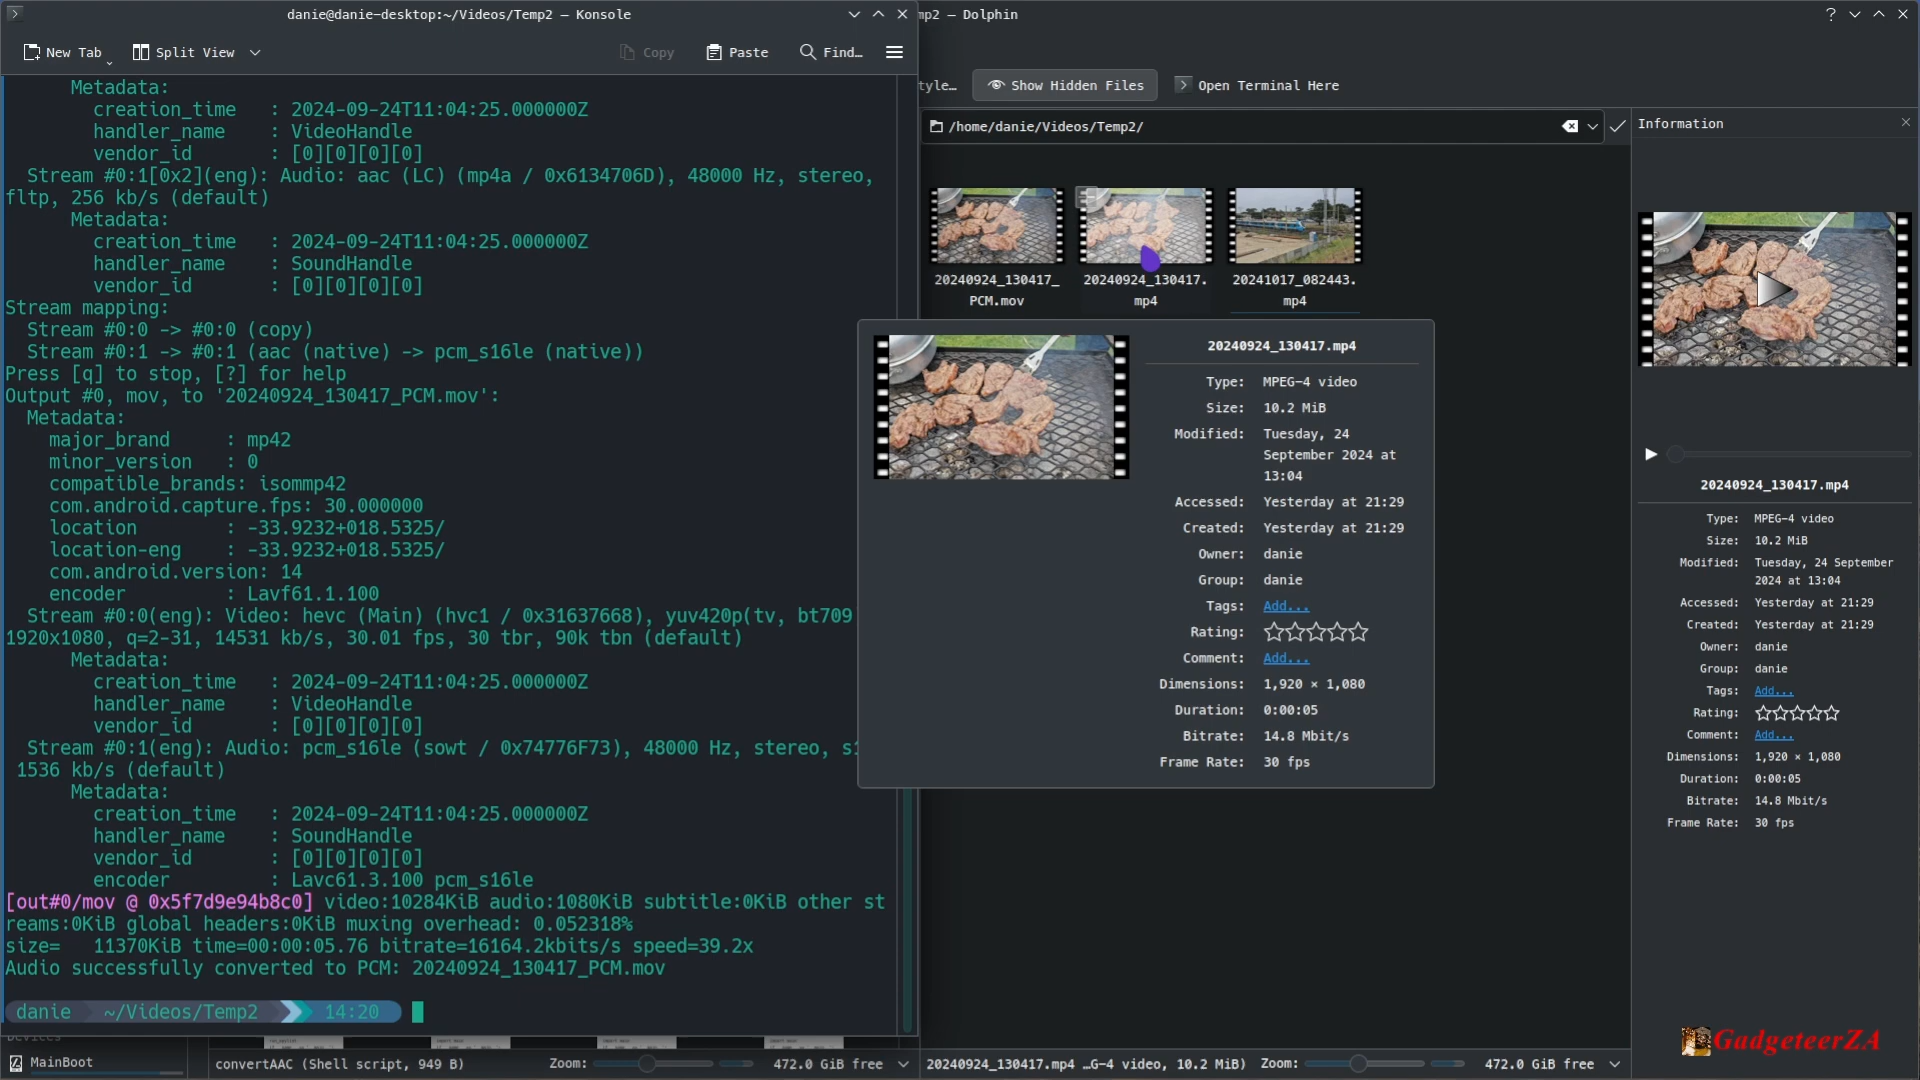 danie@danie-desktop:~/Videos/Temp2 — Konsole
New Tab
Split View
Copy
Paste
Find…
Metadata:
creation_time   : 2024-09-24T11:04:25.000000Z
handler_name    : VideoHandle
vendor_id       : [0][0][0][0]
Stream #0:1[0x2](eng): Audio: aac (LC) (mp4a / 0x6134706D), 48000 Hz, stereo,
fltp, 256 kb/s (default)
Metadata:
creation_time   : 2024-09-24T11:04:25.000000Z
handler_name    : SoundHandle
vendor_id       : [0][0][0][0]
Stream mapping:
Stream #0:0 -> #0:0 (copy)
Stream #0:1 -> #0:1 (aac (native) -> pcm_s16le (native))
Press [q] to stop, [?] for help
Output #0, mov, to '20240924_130417_PCM.mov':
Metadata:
major_brand     : mp42
minor_version   : 0
compatible_brands: isommp42
com.android.capture.fps: 30.000000
location        : -33.9232+018.5325/
location-eng    : -33.9232+018.5325/
com.android.version: 14
encoder         : Lavf61.1.100
Stream #0:0(eng): Video: hevc (Main) (hvc1 / 0x31637668), yuv420p(tv, bt709
1920x1080, q=2-31, 14531 kb/s, 30.01 fps, 30 tbr, 90k tbn (default)
Metadata:
creation_time   : 2024-09-24T11:04:25.000000Z
handler_name    : VideoHandle
vendor_id       : [0][0][0][0]
Stream #0:1(eng): Audio: pcm_s16le (sowt / 0x74776F73), 48000 Hz, stereo,
1536 kb/s (default)
Metadata:
creation_time   : 2024-09-24T11:04:25.000000Z
handler_name    : SoundHandle
vendor_id       : [0][0][0][0]
encoder         : Lavc61.3.100 pcm_s16le
[out#0/mov @ 0x5f7d9e94b8c0] video:10284KiB audio:1080KiB subtitle:0KiB other st
reams:0KiB global headers:0KiB muxing overhead: 0.052318%
size=   11370KiB time=00:00:05.76 bitrate=16164.2kbits/s speed=39.2x
Audio successfully converted to PCM: 20240924_130417_PCM.mov
danie ~/Videos/Temp2 14:20
MainBoot
convertAAC (Shell script, 949 B)
Zoom:
472.0 GiB free
mp2 — Dolphin
?
tyle…
Show Hidden Files
Open Terminal Here
/home/danie/Videos/Temp2/
20240924_130417_
PCM.mov
20240924_130417.
mp4
20241017_082443.
mp4
20240924_130417.mp4
Type: MPEG-4 video
Size: 10.2 MiB
Modified: Tuesday, 24
September 2024 at
13:04
Accessed: Yesterday at 21:29
Created: Yesterday at 21:29
Owner: danie
Group: danie
Tags: Add...
Rating:
Comment: Add...
Dimensions: 1,920 × 1,080
Duration: 0:00:05
Bitrate: 14.8 Mbit/s
Frame Rate: 30 fps
20240924_130417.mp4 …G-4 video, 10.2 MiB)
Zoom:
472.0 GiB free
Information
20240924_130417.mp4
Type: MPEG-4 video
Size: 10.2 MiB
Modified: Tuesday, 24 September
2024 at 13:04
Accessed: Yesterday at 21:29
Created: Yesterday at 21:29
Owner: danie
Group: danie
Tags: Add...
Rating:
Comment: Add...
Dimensions: 1,920 × 1,080
Duration: 0:00:05
Bitrate: 14.8 Mbit/s
Frame Rate: 30 fps
GadgeteerZA